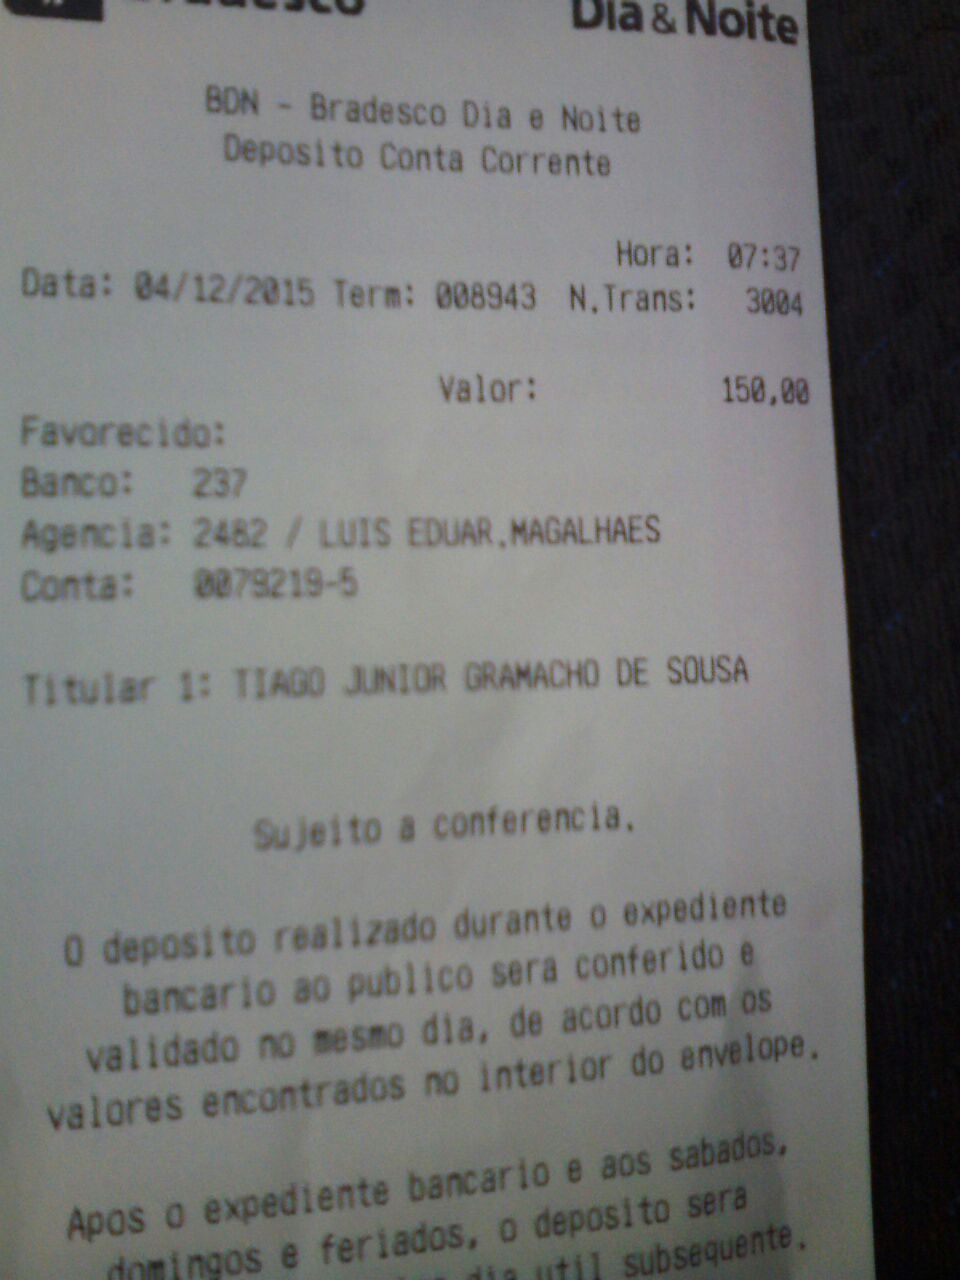 Bradesco Dia & Noite
BDN - Bradesco Dia e Noite
Deposito Conta Corrente
Hora: 07:37
Data: 04/12/2015 Term: 008943 N.Trans: 3004
Valor: 150,00
Favorecido:
Banco: 237
Agencia: 2482 / LUIS EDUAR.MAGALHAES
Conta: 0079219-5
Titular 1: TIAGO JUNIOR GRAMACHO DE SOUSA
Sujeito a conferencia.
O deposito realizado durante o expediente
bancario ao publico sera conferido e
validado no mesmo dia, de acordo com os
valores encontrados no interior do envelope.
Apos o expediente bancario e aos sabados,
domingos e feriados, o deposito sera
dia util subsequente.